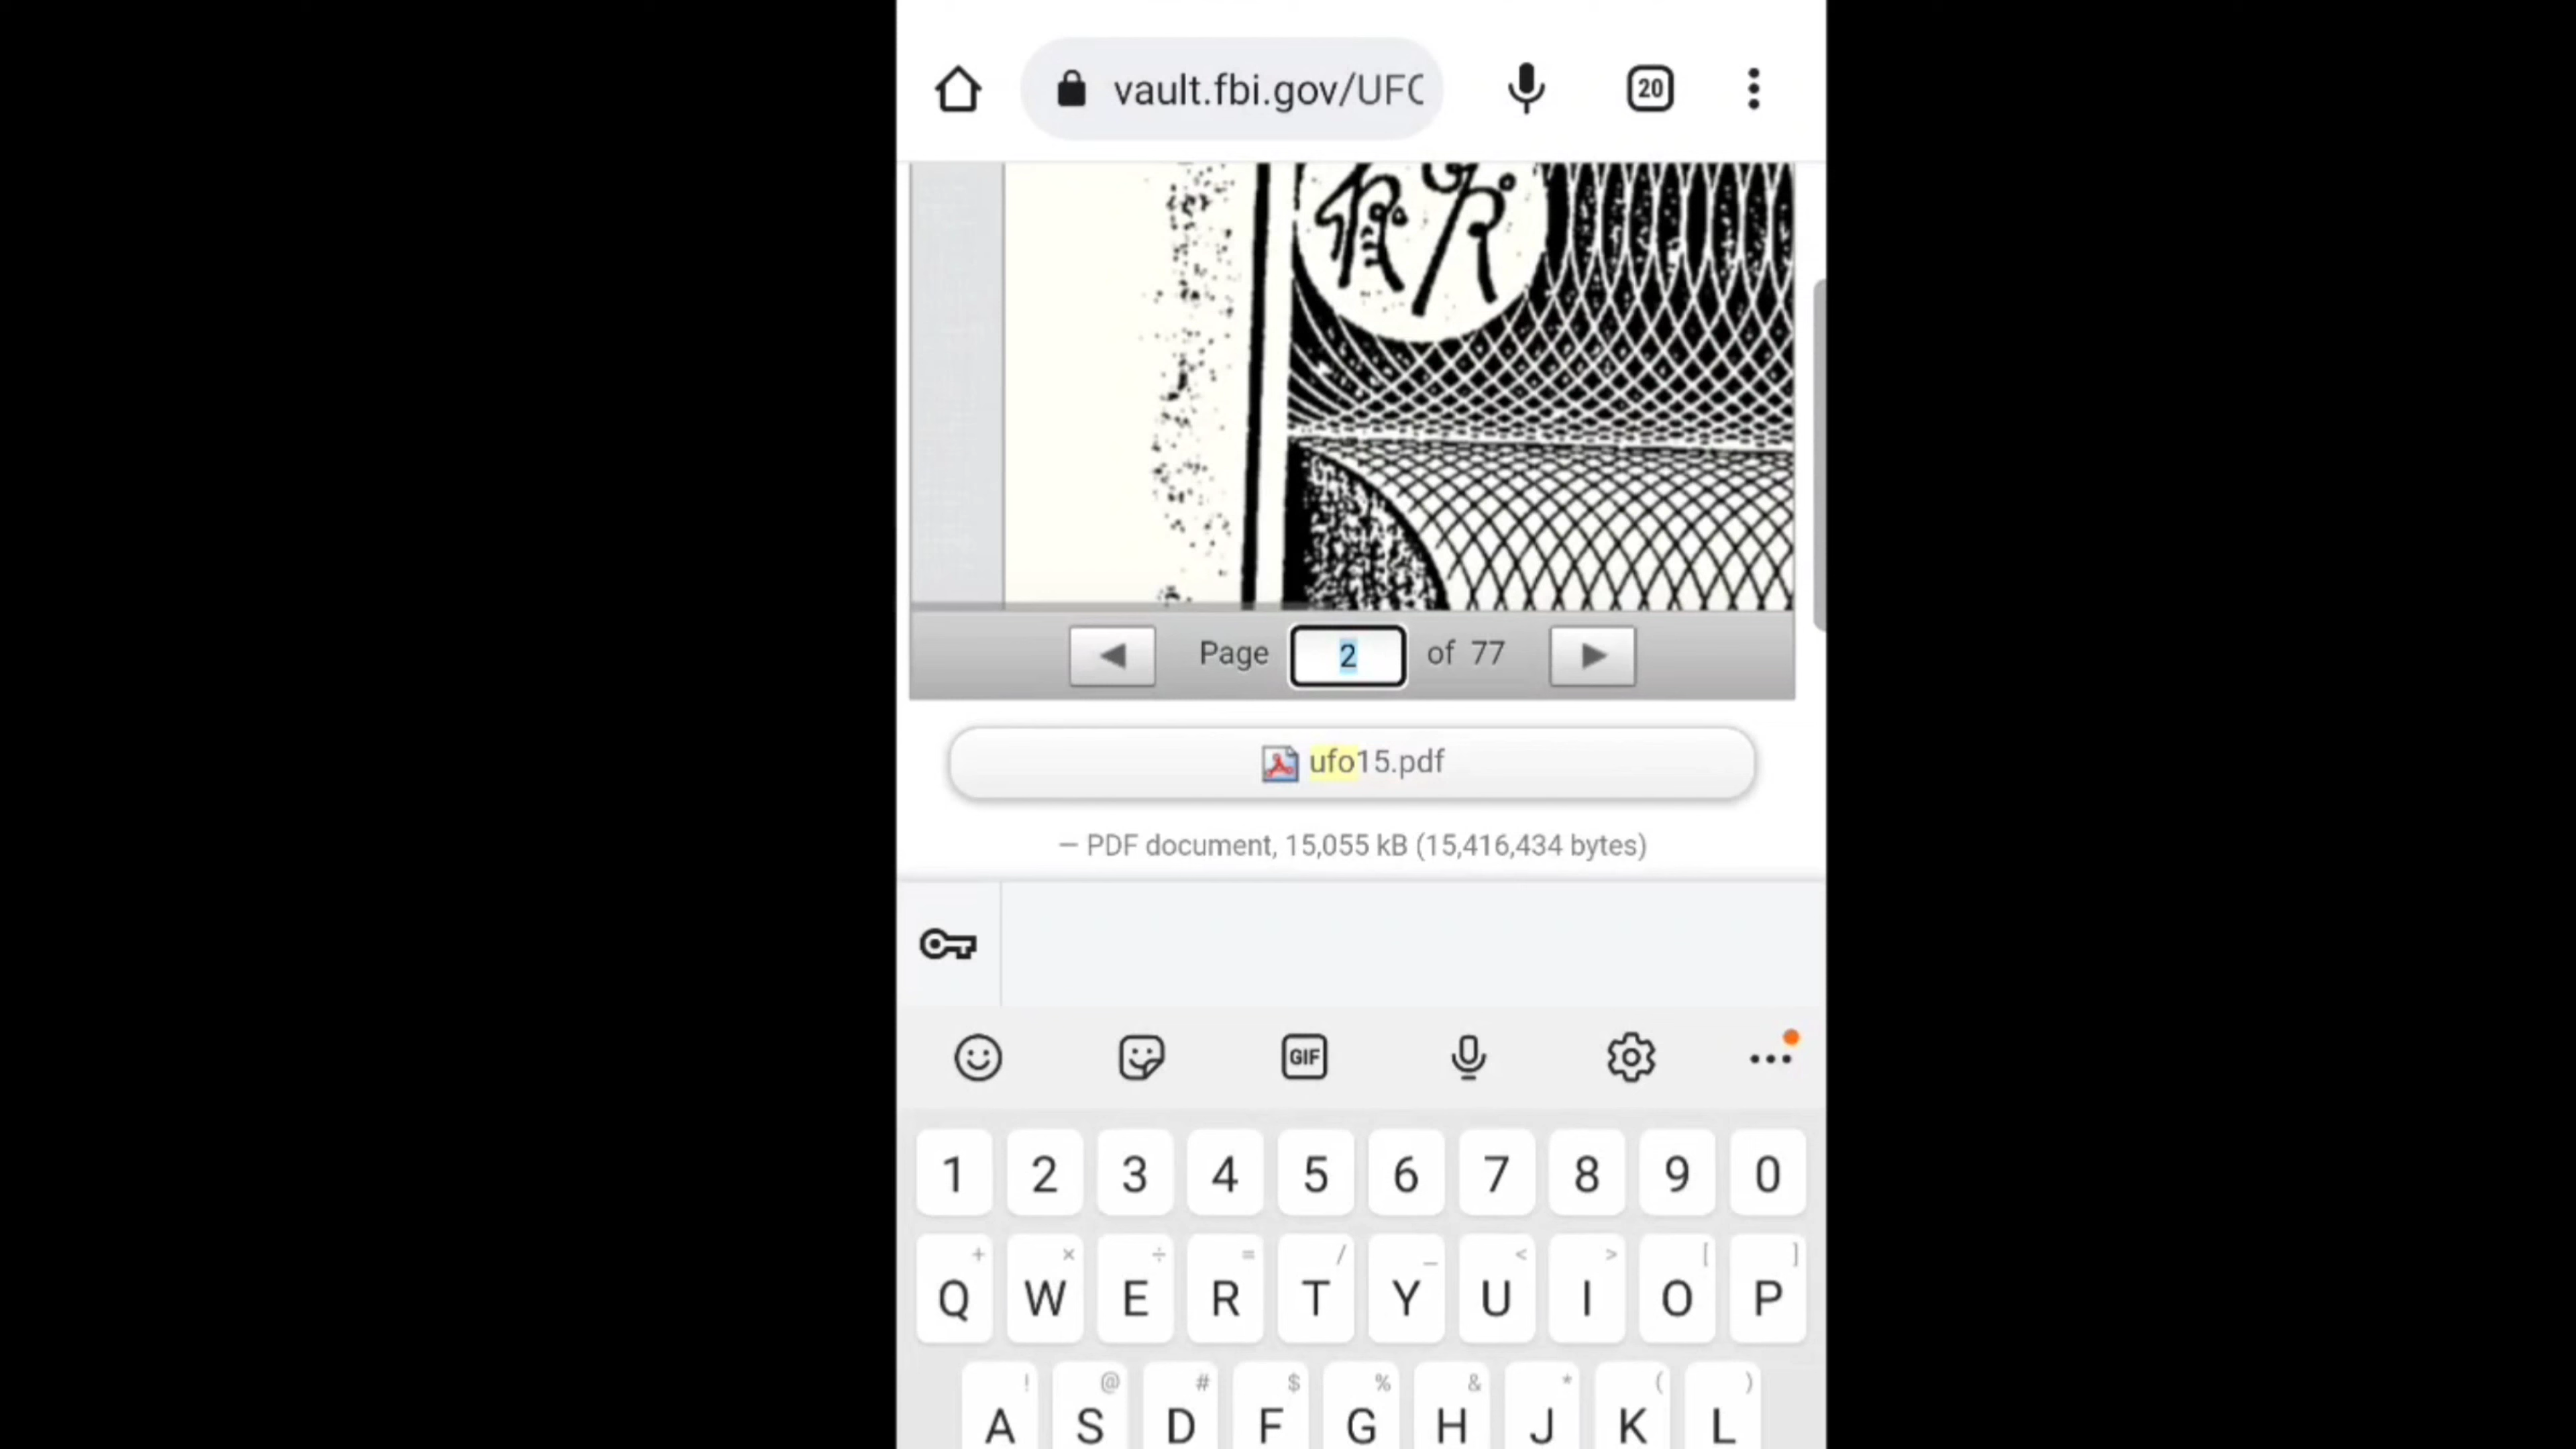 vault.fbi.gov/UFO
20
Page 2 of 77
ufo15.pdf
— PDF document, 15,055 kB (15,416,434 bytes)
GIF
1 2 3 4 5 6 7 8 9 0
+ × ÷ = / _ < > [ ]
Q W E R T Y U I O P
! @ # $ % & * ( )
A S D F G H J K L